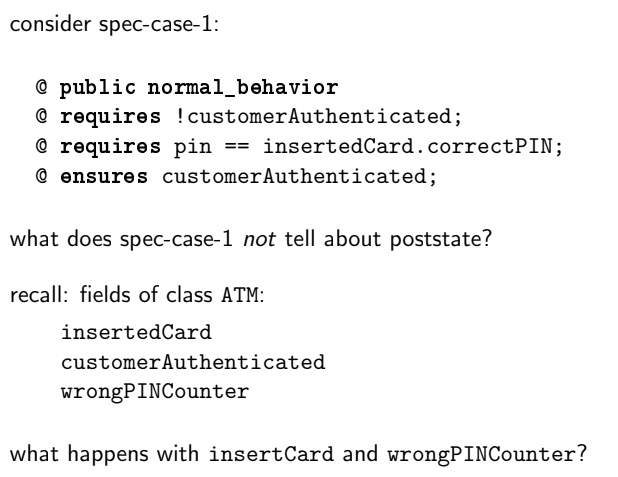 consider spec-case-1:
@ public normal_behavior
@ requires !customerAuthenticated;
@ requires pin == insertedCard.correctPIN;
@ ensures customerAuthenticated;
what does spec-case-1 not tell about poststate?
recall: fields of class ATM:
insertedCard
customerAuthenticated
wrongPINCounter
what happens with insertCard and wrongPINCounter?